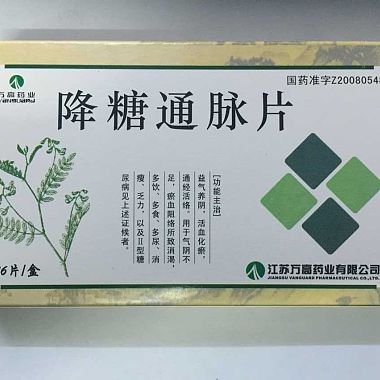 万高药业
VANGUARD
国药准字Z2008054
降糖通脉片
[功能主治]
益气养阴，活血化瘀，
通经活络。用于气阴不
足，瘀血阻络所致消渴，
多饮、多食、多尿、消
瘦、乏力，以及II型糖
尿病见上述证候者。
6片/盒
江苏万高药业有限公司
JIANGSU VANGUARD PHARMACEUTICAL CO.,LTD.